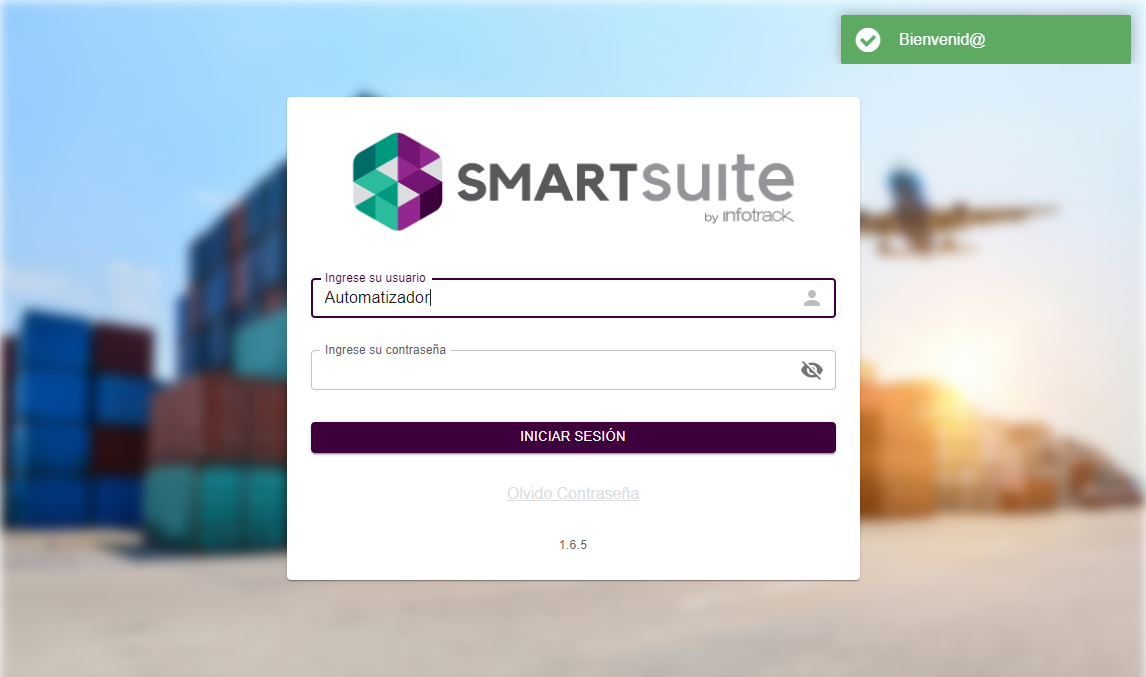 Bienvenid@
SMARTsuite
by infotrack.
Ingrese su usuario
Automatizador
Ingrese su contraseña
INICIAR SESIÓN
Olvido Contraseña
1.6.5